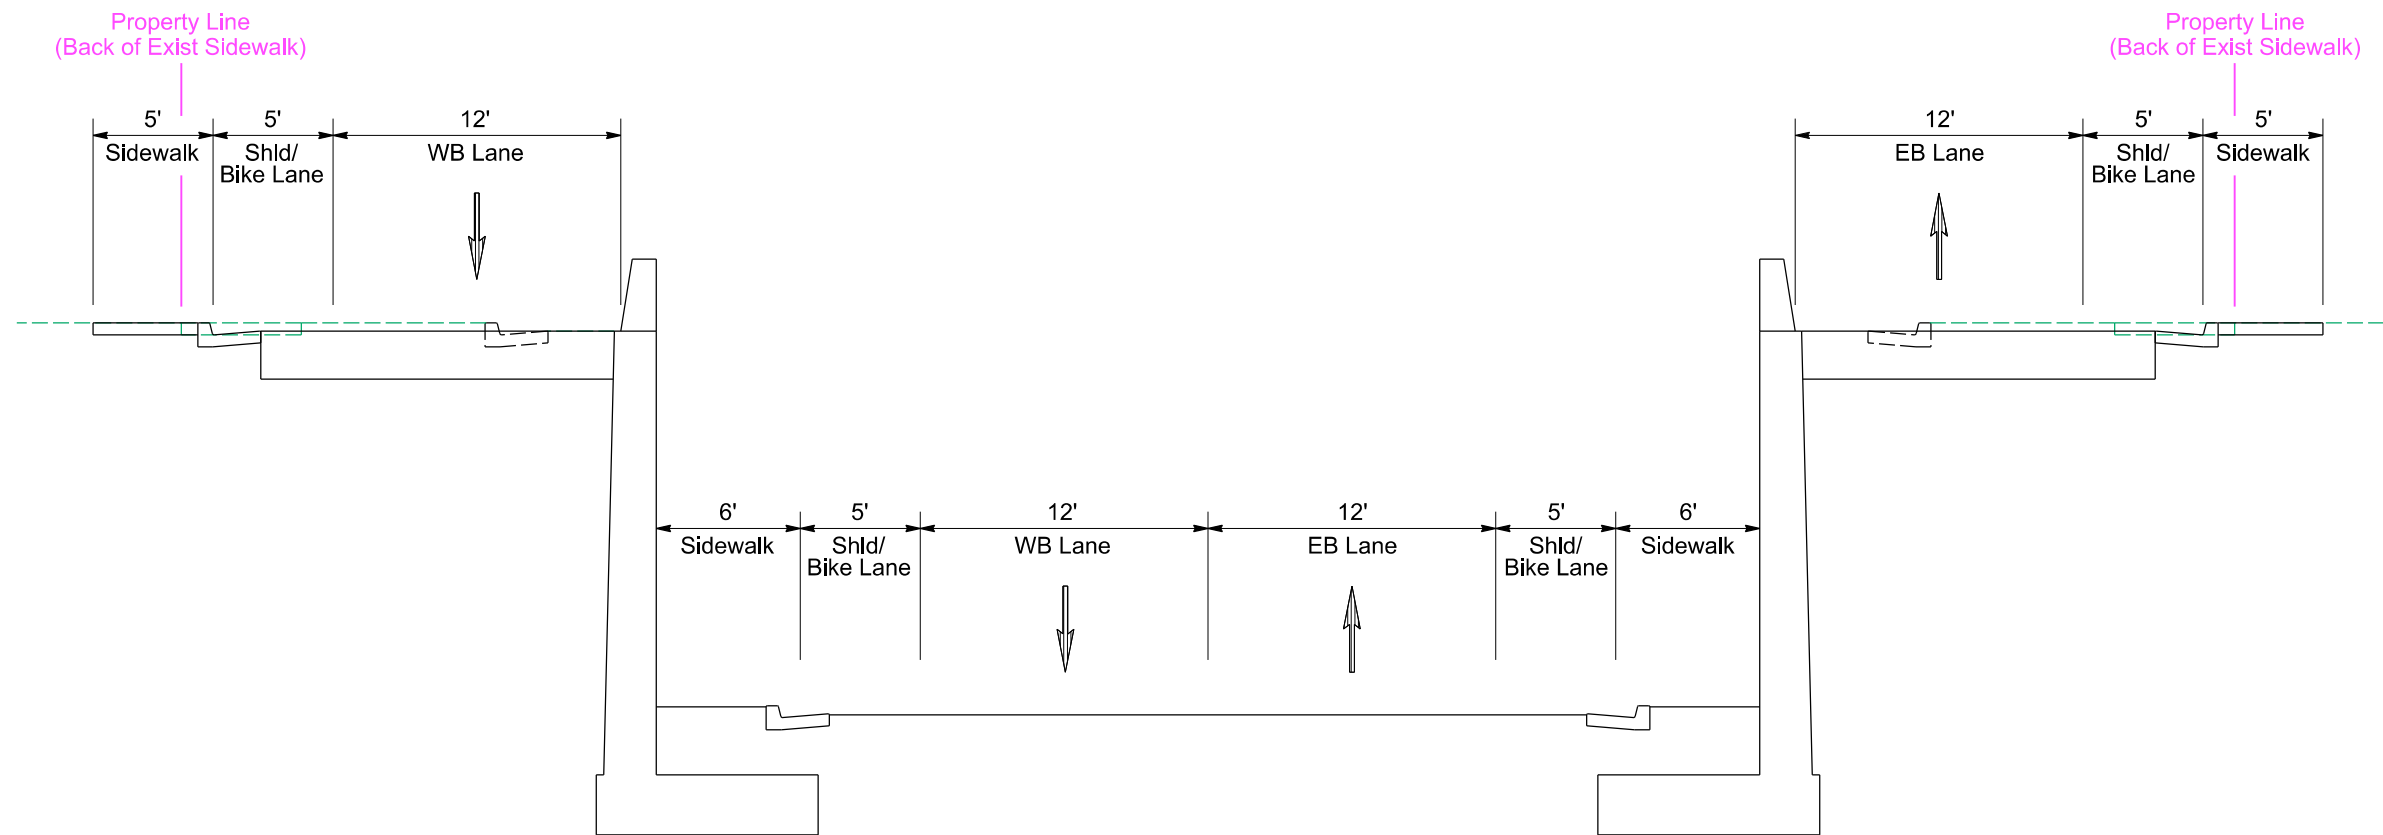 Property Line
(Back of Exist Sidewalk)
Property Line
(Back of Exist Sidewalk)
5' 5' 12' 12' 5' 5'
Sidewalk Shld/ WB Lane EB Lane Shld/ Sidewalk
Bike Lane Bike Lane
6' 5' 12' 12' 5' 6'
Sidewalk Shld/ WB Lane EB Lane Shld/ Sidewalk
Bike Lane Bike Lane